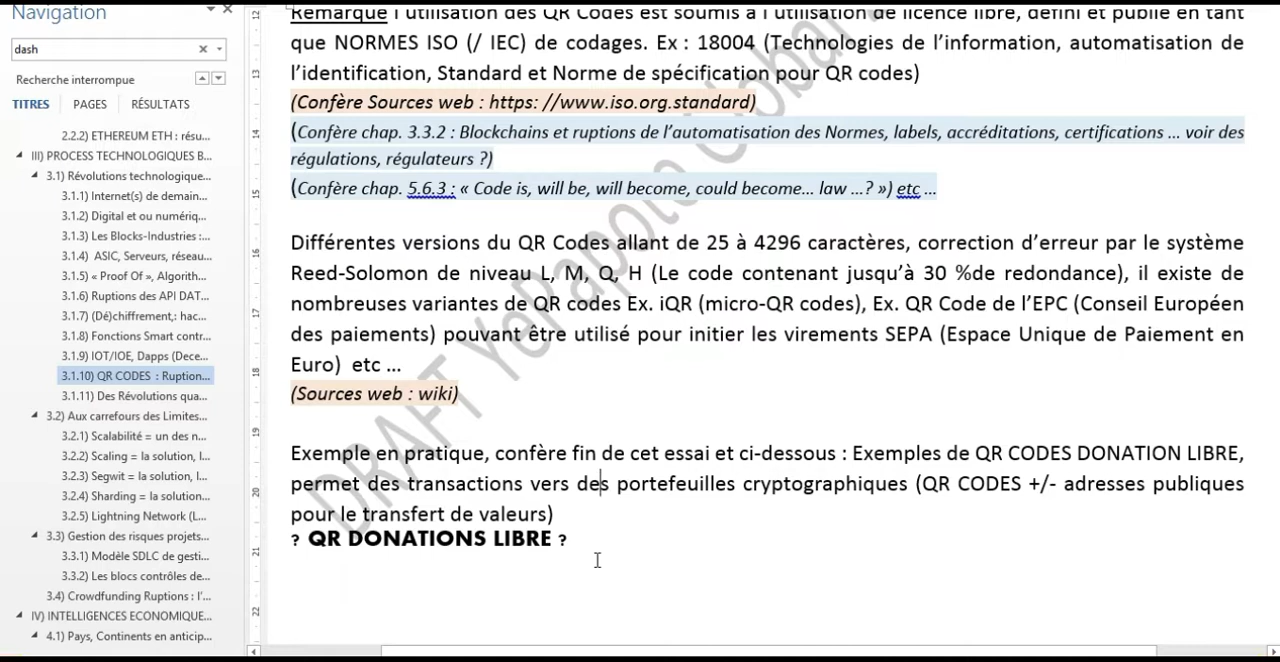 Navigation
dash
Recherche interrompue
TITRES PAGES RÉSULTATS
2.2.2) ETHEREUM ETH : résu...
III) PROCESS TECHNOLOGIQUES B...
3.1) Révolutions technologique...
3.1.1) Internet(s) de demain...
3.1.2) Digital et ou numériq...
3.1.3) Les Blocks-Industries :...
3.1.4) ASIC, Serveurs, réseau...
3.1.5) « Proof Of », Algorith...
3.1.6) Ruptions des API DAT...
3.1.7) (Dé)chiffrement,: hac...
3.1.8) Fonctions Smart contr...
3.1.9) IOT/IOE, Dapps (Dece...
3.1.10) QR CODES : Ruption...
3.1.11) Des Révolutions qua...
3.2) Aux carrefours des Limites...
3.2.1) Scalabilité = un des n...
3.2.2) Scaling = la solution, l...
3.2.3) Segwit = la solution, l...
3.2.4) Sharding = la solution...
3.2.5) Lightning Network (L...
3.3) Gestion des risques projets...
3.3.1) Modèle SDLC de gesti...
3.3.2) Les blocs contrôles de...
3.4) Crowdfunding Ruptions : l'...
IV) INTELLIGENCES ECONOMIQUE...
4.1) Pays, Continents en anticip...
12
13
14
15
16
17
18
19
20
21
22
Remarque l'utilisation des QR Codes est soumis à l'utilisation de licence libre, défini et publié en tant
que NORMES ISO (/ IEC) de codages. Ex : 18004 (Technologies de l'information, automatisation de
l'identification, Standard et Norme de spécification pour QR codes)
(Confère Sources web : https: //www.iso.org.standard)
(Confère chap. 3.3.2 : Blockchains et ruptions de l'automatisation des Normes, labels, accréditations, certifications ... voir des
régulations, régulateurs ?)
(Confère chap. 5.6.3 : « Code is, will be, will become, could become... law ...? ») etc ...
Différentes versions du QR Codes allant de 25 à 4296 caractères, correction d'erreur par le système
Reed-Solomon de niveau L, M, Q, H (Le code contenant jusqu'à 30 %de redondance), il existe de
nombreuses variantes de QR codes Ex. iQR (micro-QR codes), Ex. QR Code de l'EPC (Conseil Européen
des paiements) pouvant être utilisé pour initier les virements SEPA (Espace Unique de Paiement en
Euro) etc ...
(Sources web : wiki)
Exemple en pratique, confère fin de cet essai et ci-dessous : Exemples de QR CODES DONATION LIBRE,
permet des transactions vers des portefeuilles cryptographiques (QR CODES +/- adresses publiques
pour le transfert de valeurs)
? QR DONATIONS LIBRE ?
DRAFT YePapoto Global